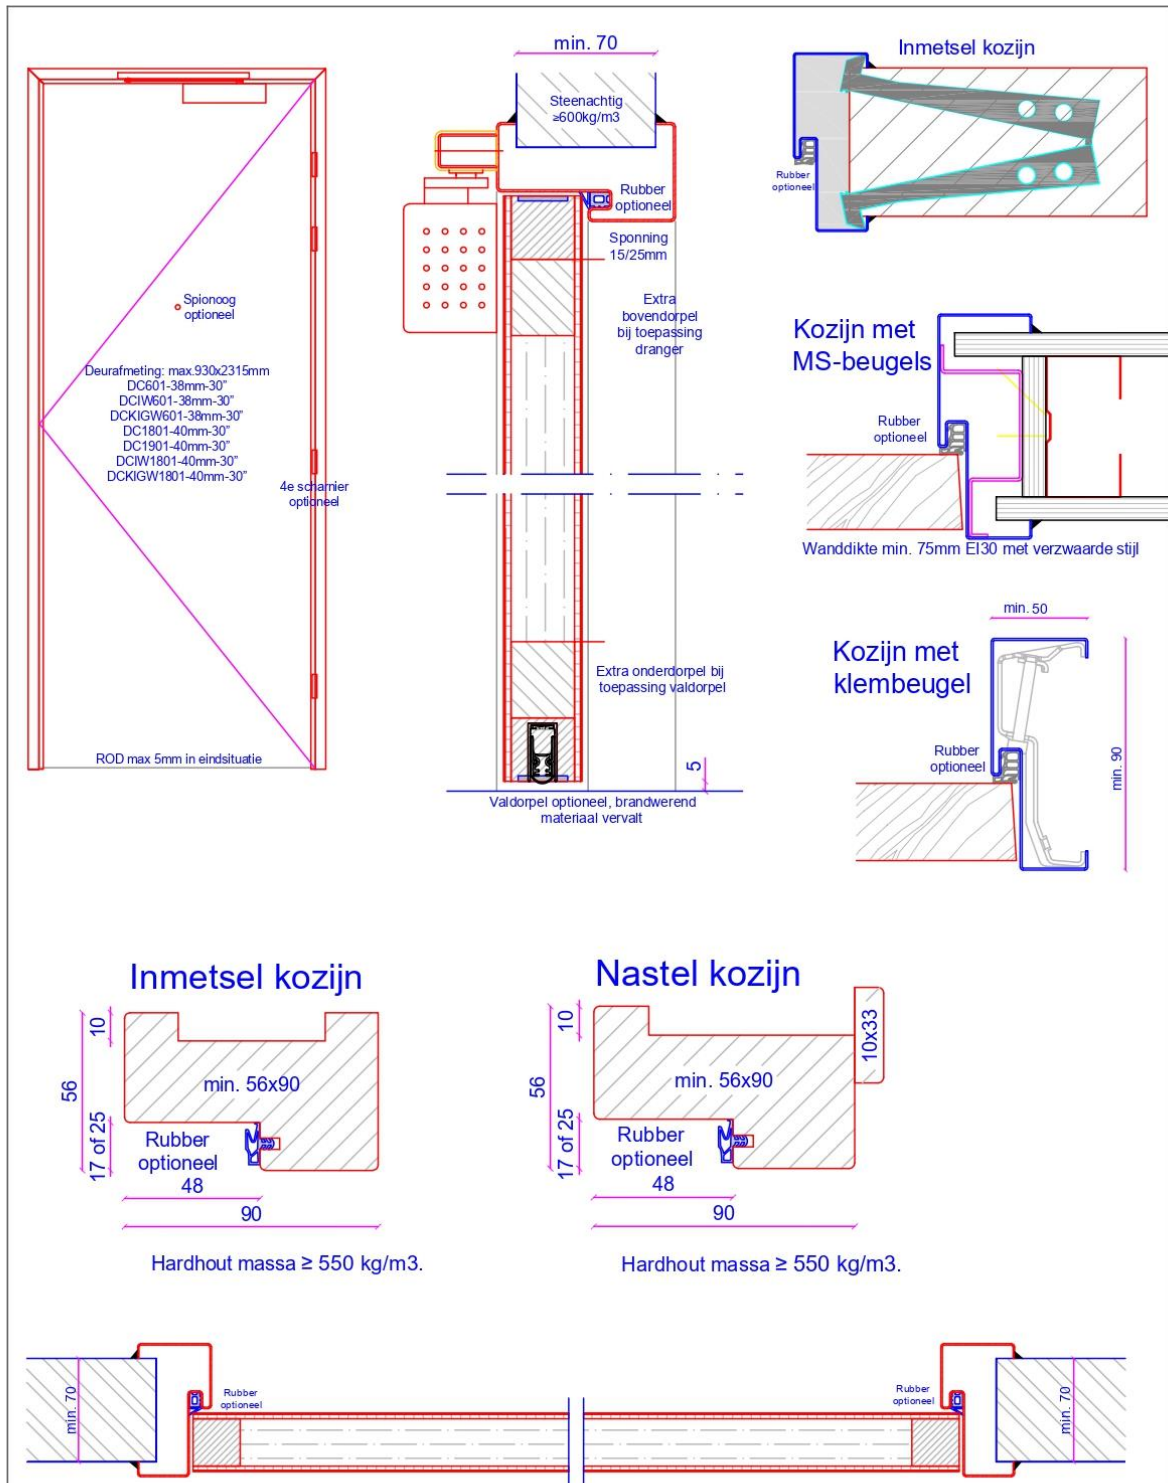 min. 70
Steenachtig
≥600kg/m3
Rubber
optioneel
Sponning
15/25mm
Extra
bovendorpel
bij toepassing
dranger
Extra onderdorpel bij
toepassing valdorpel
5
Valdorpel optioneel, brandwerend
materiaal vervalt
Spionoog
optioneel
Deurafmeting: max.930x2315mm
DC601-38mm-30"
DCIW601-38mm-30"
DCKIGW601-38mm-30"
DC1801-40mm-30"
DC1901-40mm-30"
DCIW1801-40mm-30"
DCKIGW1801-40mm-30"
4e scharnier
optioneel
ROD max 5mm in eindsituatie
Inmetsel kozijn
Rubber
optioneel
Kozijn met
MS-beugels
Rubber
optioneel
Wanddikte min. 75mm EI30 met verzwaarde stijl
min. 50
Kozijn met
klembeugel
Rubber
optioneel
min. 90
Inmetsel kozijn
10
56
17 of 25
min. 56x90
Rubber
optioneel
48
90
Hardhout massa ≥ 550 kg/m3.
Nastel kozijn
10
56
17 of 25
min. 56x90
10x33
Rubber
optioneel
48
90
Hardhout massa ≥ 550 kg/m3.
min. 70
Rubber
optioneel
Rubber
optioneel
min. 70